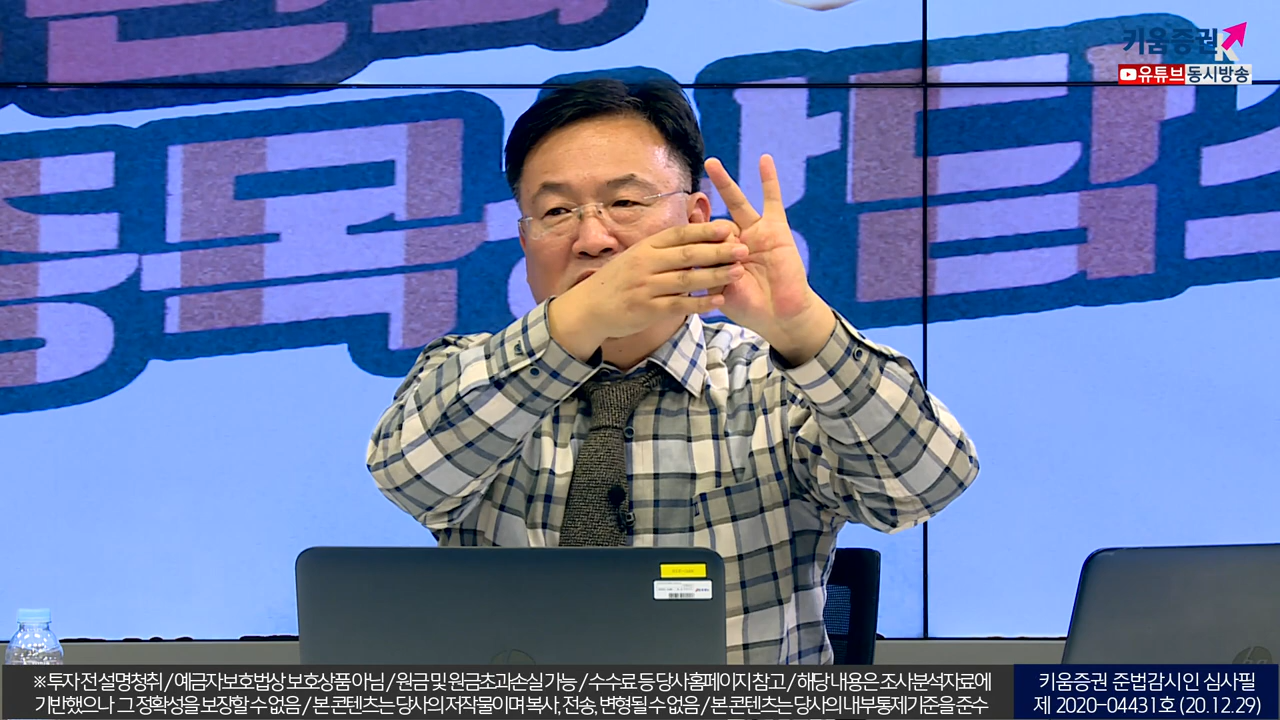 키움증권
유튜브동시방송
종목상담소
※ 투자 전 설명청취 / 예금자보호법상 보호상품 아님 / 원금 및 원금초과손실 가능 / 수수료 등 당사홈페이지 참고 / 해당 내용은 조사분석자료에
기반했으나 그 정확성을 보장할 수 없음 / 본 콘텐츠는 당사의 저작물이며 복사, 전송, 변형될 수 없음 / 본 콘텐츠는 당사의 내부통제기준을 준수
키움증권 준법감시인 심사필
제 2020-04431호 (20.12.29)